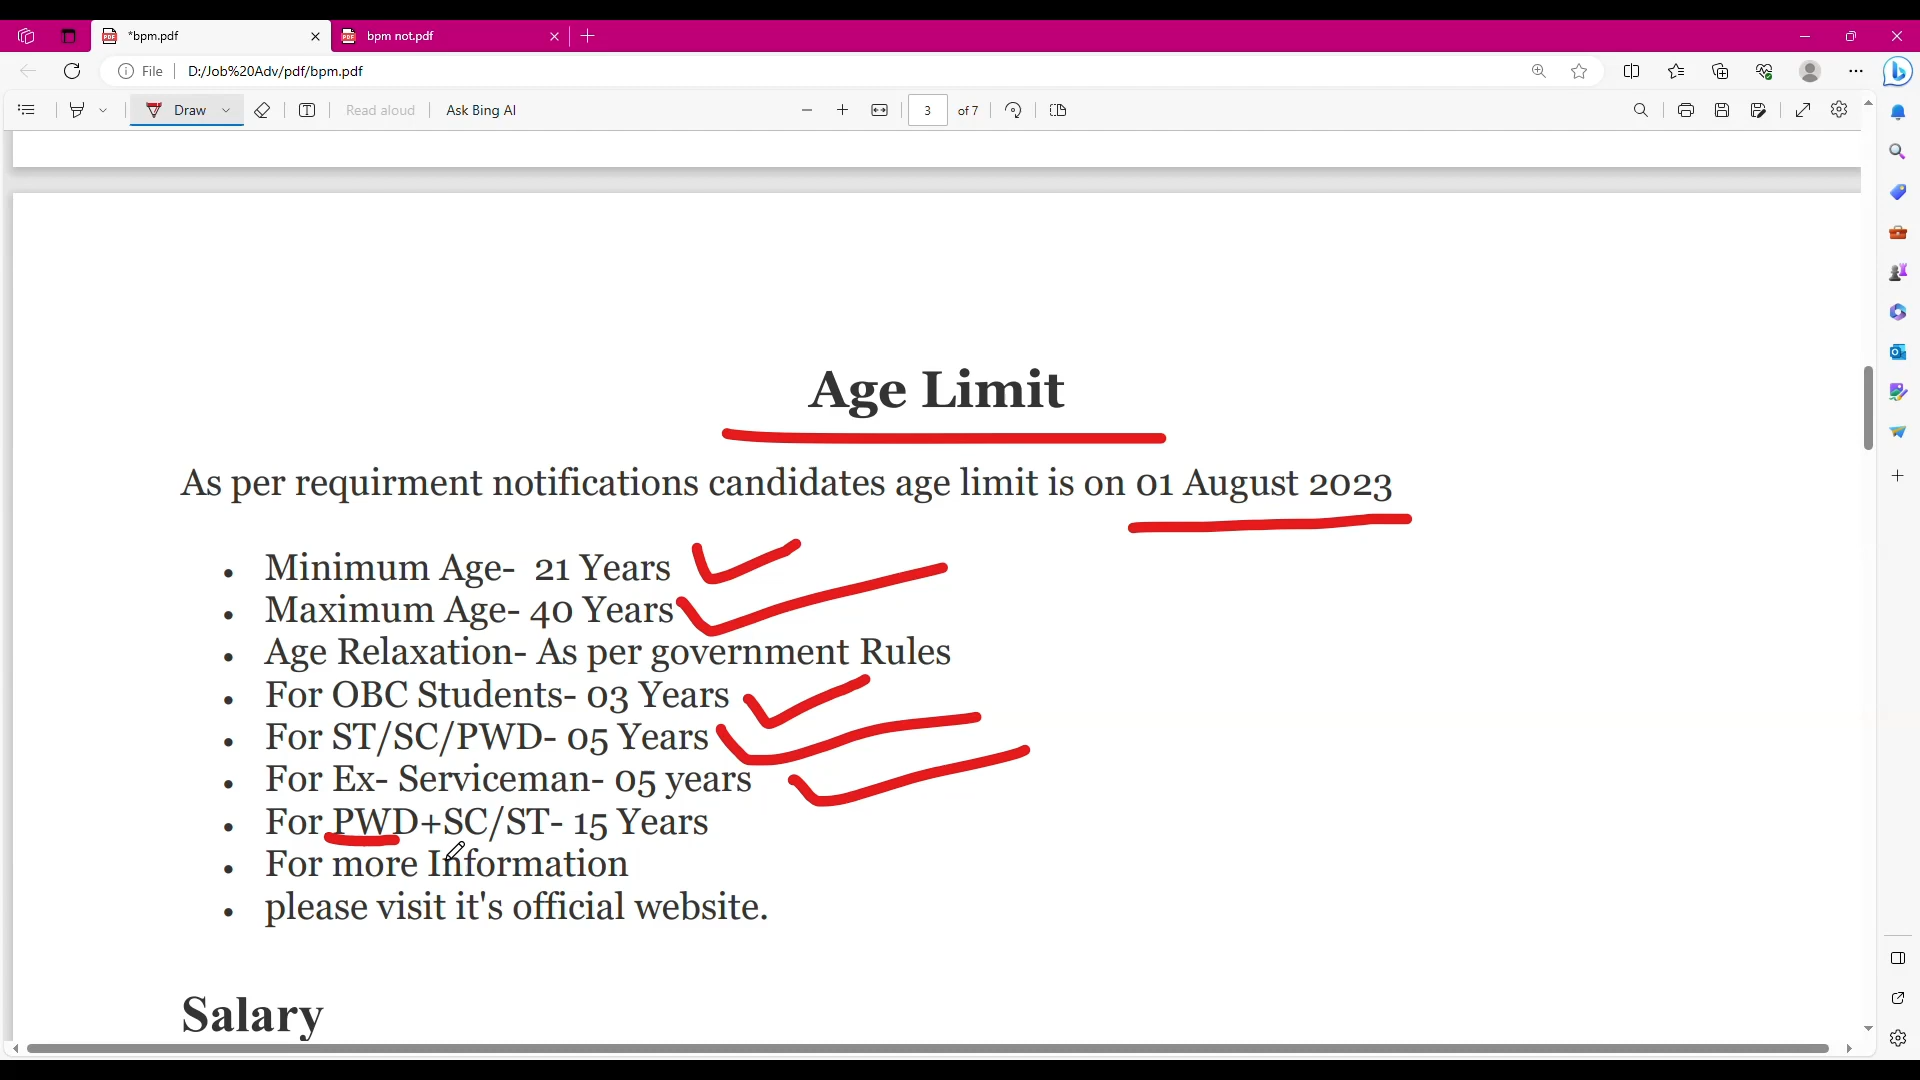 *bpm.pdf
bpm not.pdf
File
D:/Job%20Adv/pdf/bpm.pdf
Draw
Read aloud
Ask Bing AI
3
of 7
Age Limit
As per requirment notifications candidates age limit is on 01 August 2023
• Minimum Age- 21 Years
• Maximum Age- 40 Years
• Age Relaxation- As per government Rules
• For OBC Students- 03 Years
• For ST/SC/PWD- 05 Years
• For Ex- Serviceman- 05 years
• For PWD+SC/ST- 15 Years
• For more Information
• please visit it's official website.
Salary